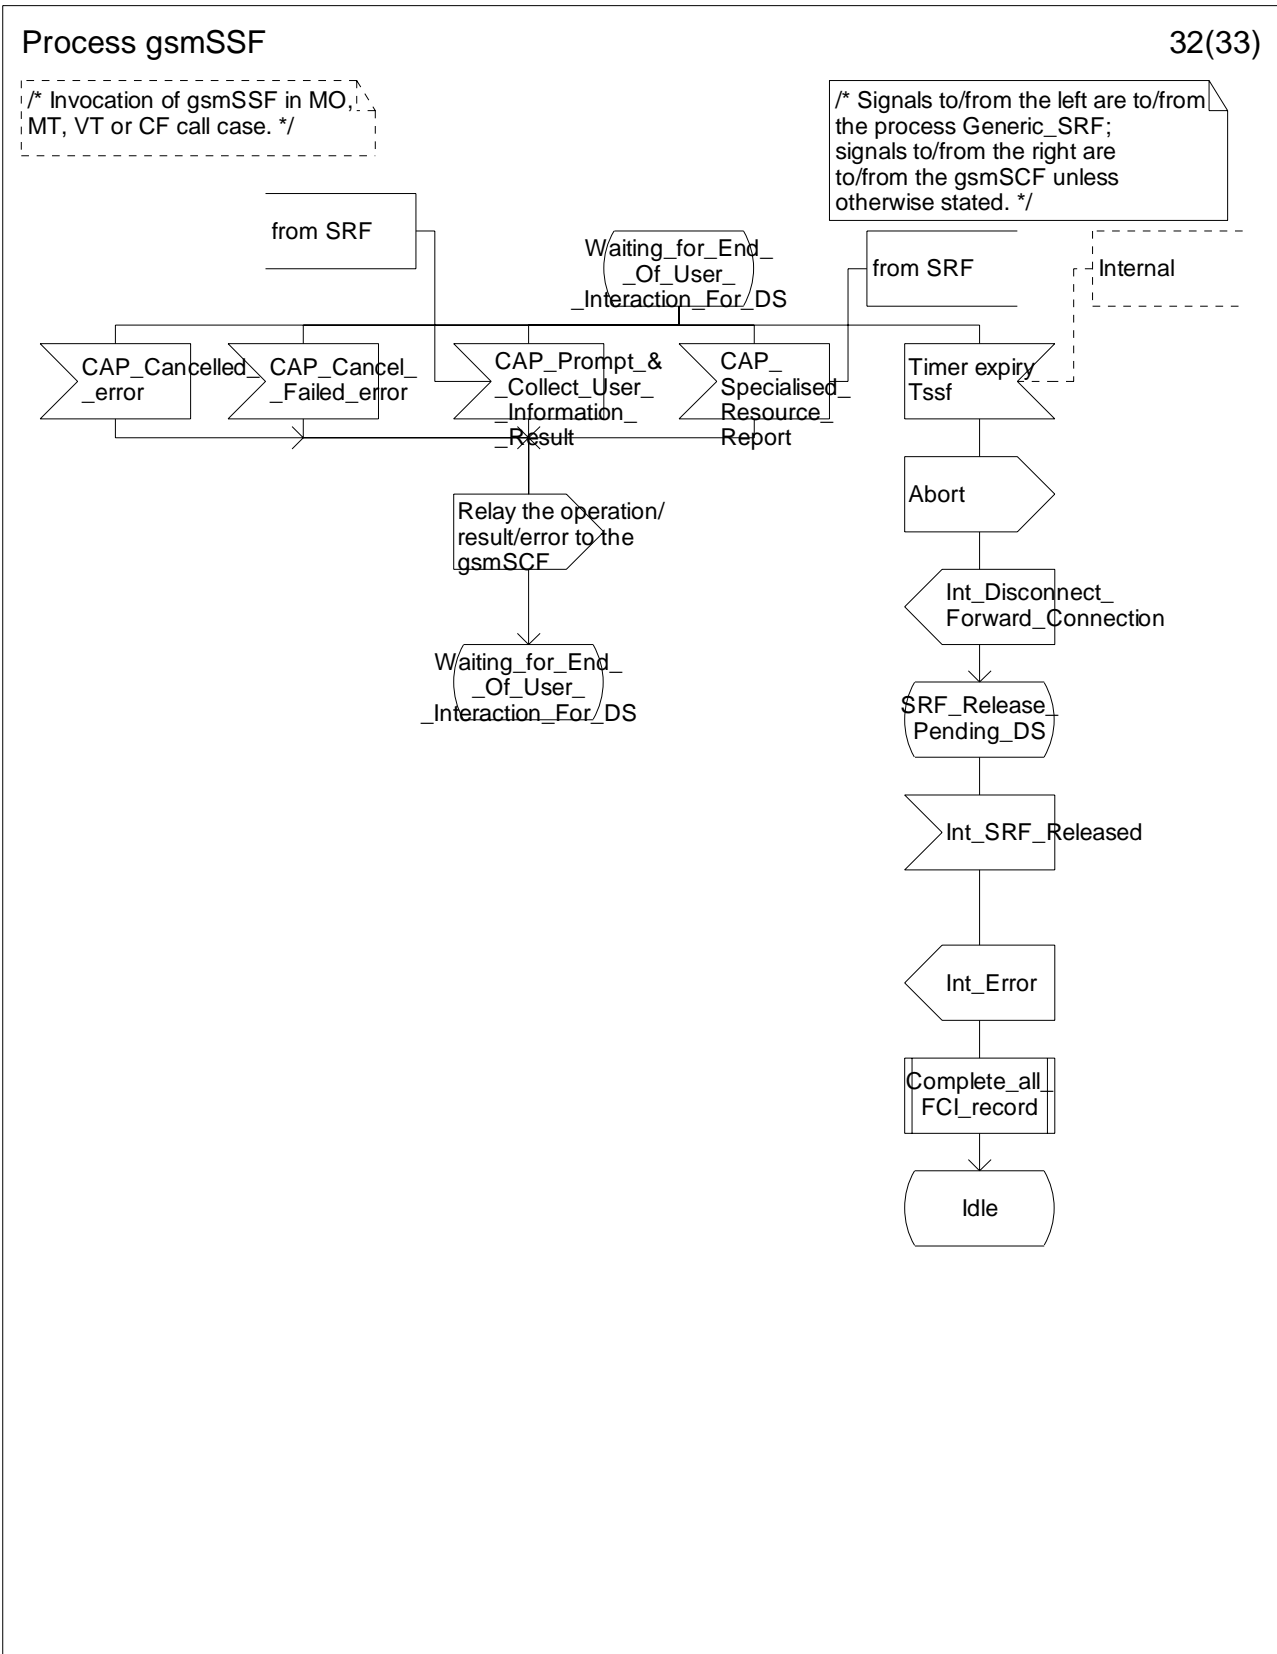 Process gsmSSF
32(33)
/* Invocation of gsmSSF in MO,
MT, VT or CF call case. */
/* Signals to/from the left are to/from
the process Generic_SRF;
signals to/from the right are
to/from the gsmSCF unless
otherwise stated. */
from SRF
Waiting_for_End_
_Of_User_
_Interaction_For_DS
from SRF
Internal
CAP_Cancelled_
_error
CAP_Cancel_
_Failed_error
CAP_Prompt_&
_Collect_User_
_Information_
_Result
CAP_
Specialised_
Resource_
Report
Timer expiry
Tssf
Abort
Relay the operation/
result/error to the
gsmSCF
Int_Disconnect_
Forward_Connection
Waiting_for_End_
_Of_User_
_Interaction_For_DS
SRF_Release_
Pending_DS
Int_SRF_Released
Int_Error
Complete_all_
FCI_record
Idle